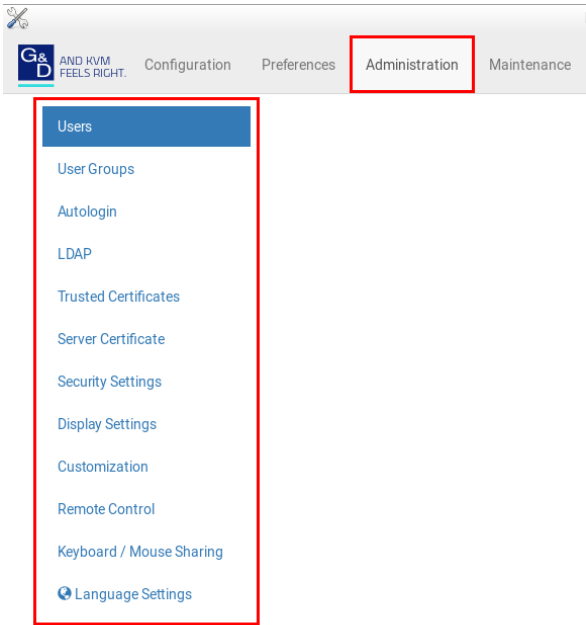 G&D
AND KVM
FEELS RIGHT.
Configuration
Preferences
Administration
Maintenance
Users
User Groups
Autologin
LDAP
Trusted Certificates
Server Certificate
Security Settings
Display Settings
Customization
Remote Control
Keyboard / Mouse Sharing
Language Settings